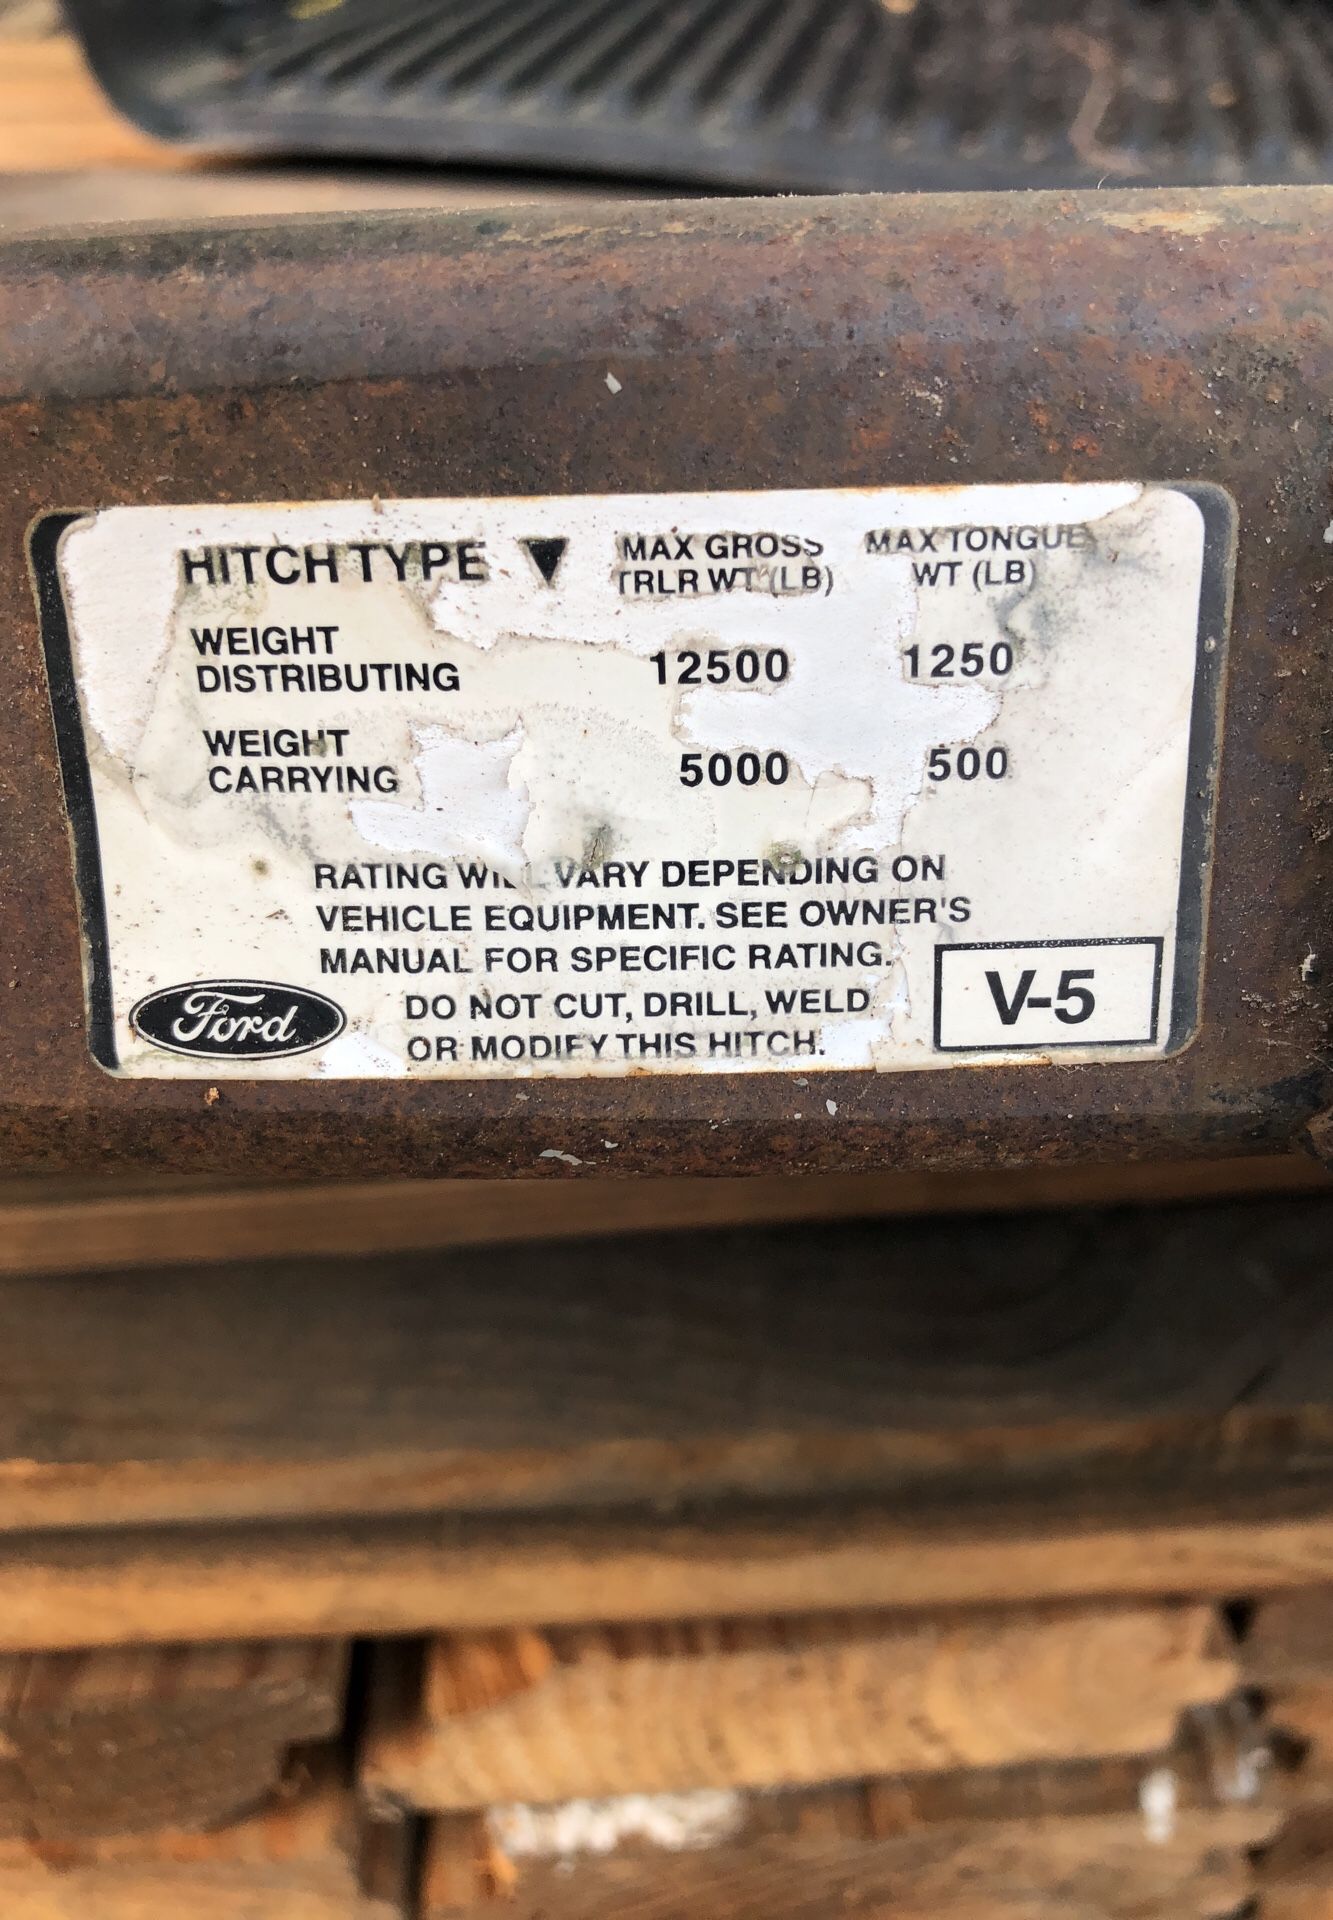 HITCH TYPE ▼ MAX GROSS TRLR WT (LB) MAX TONGUE WT (LB)
WEIGHT DISTRIBUTING 12500 1250
WEIGHT CARRYING 5000 500
RATING WILL VARY DEPENDING ON
VEHICLE EQUIPMENT. SEE OWNER'S
MANUAL FOR SPECIFIC RATING.
DO NOT CUT, DRILL, WELD
OR MODIFY THIS HITCH.
Ford
V-5